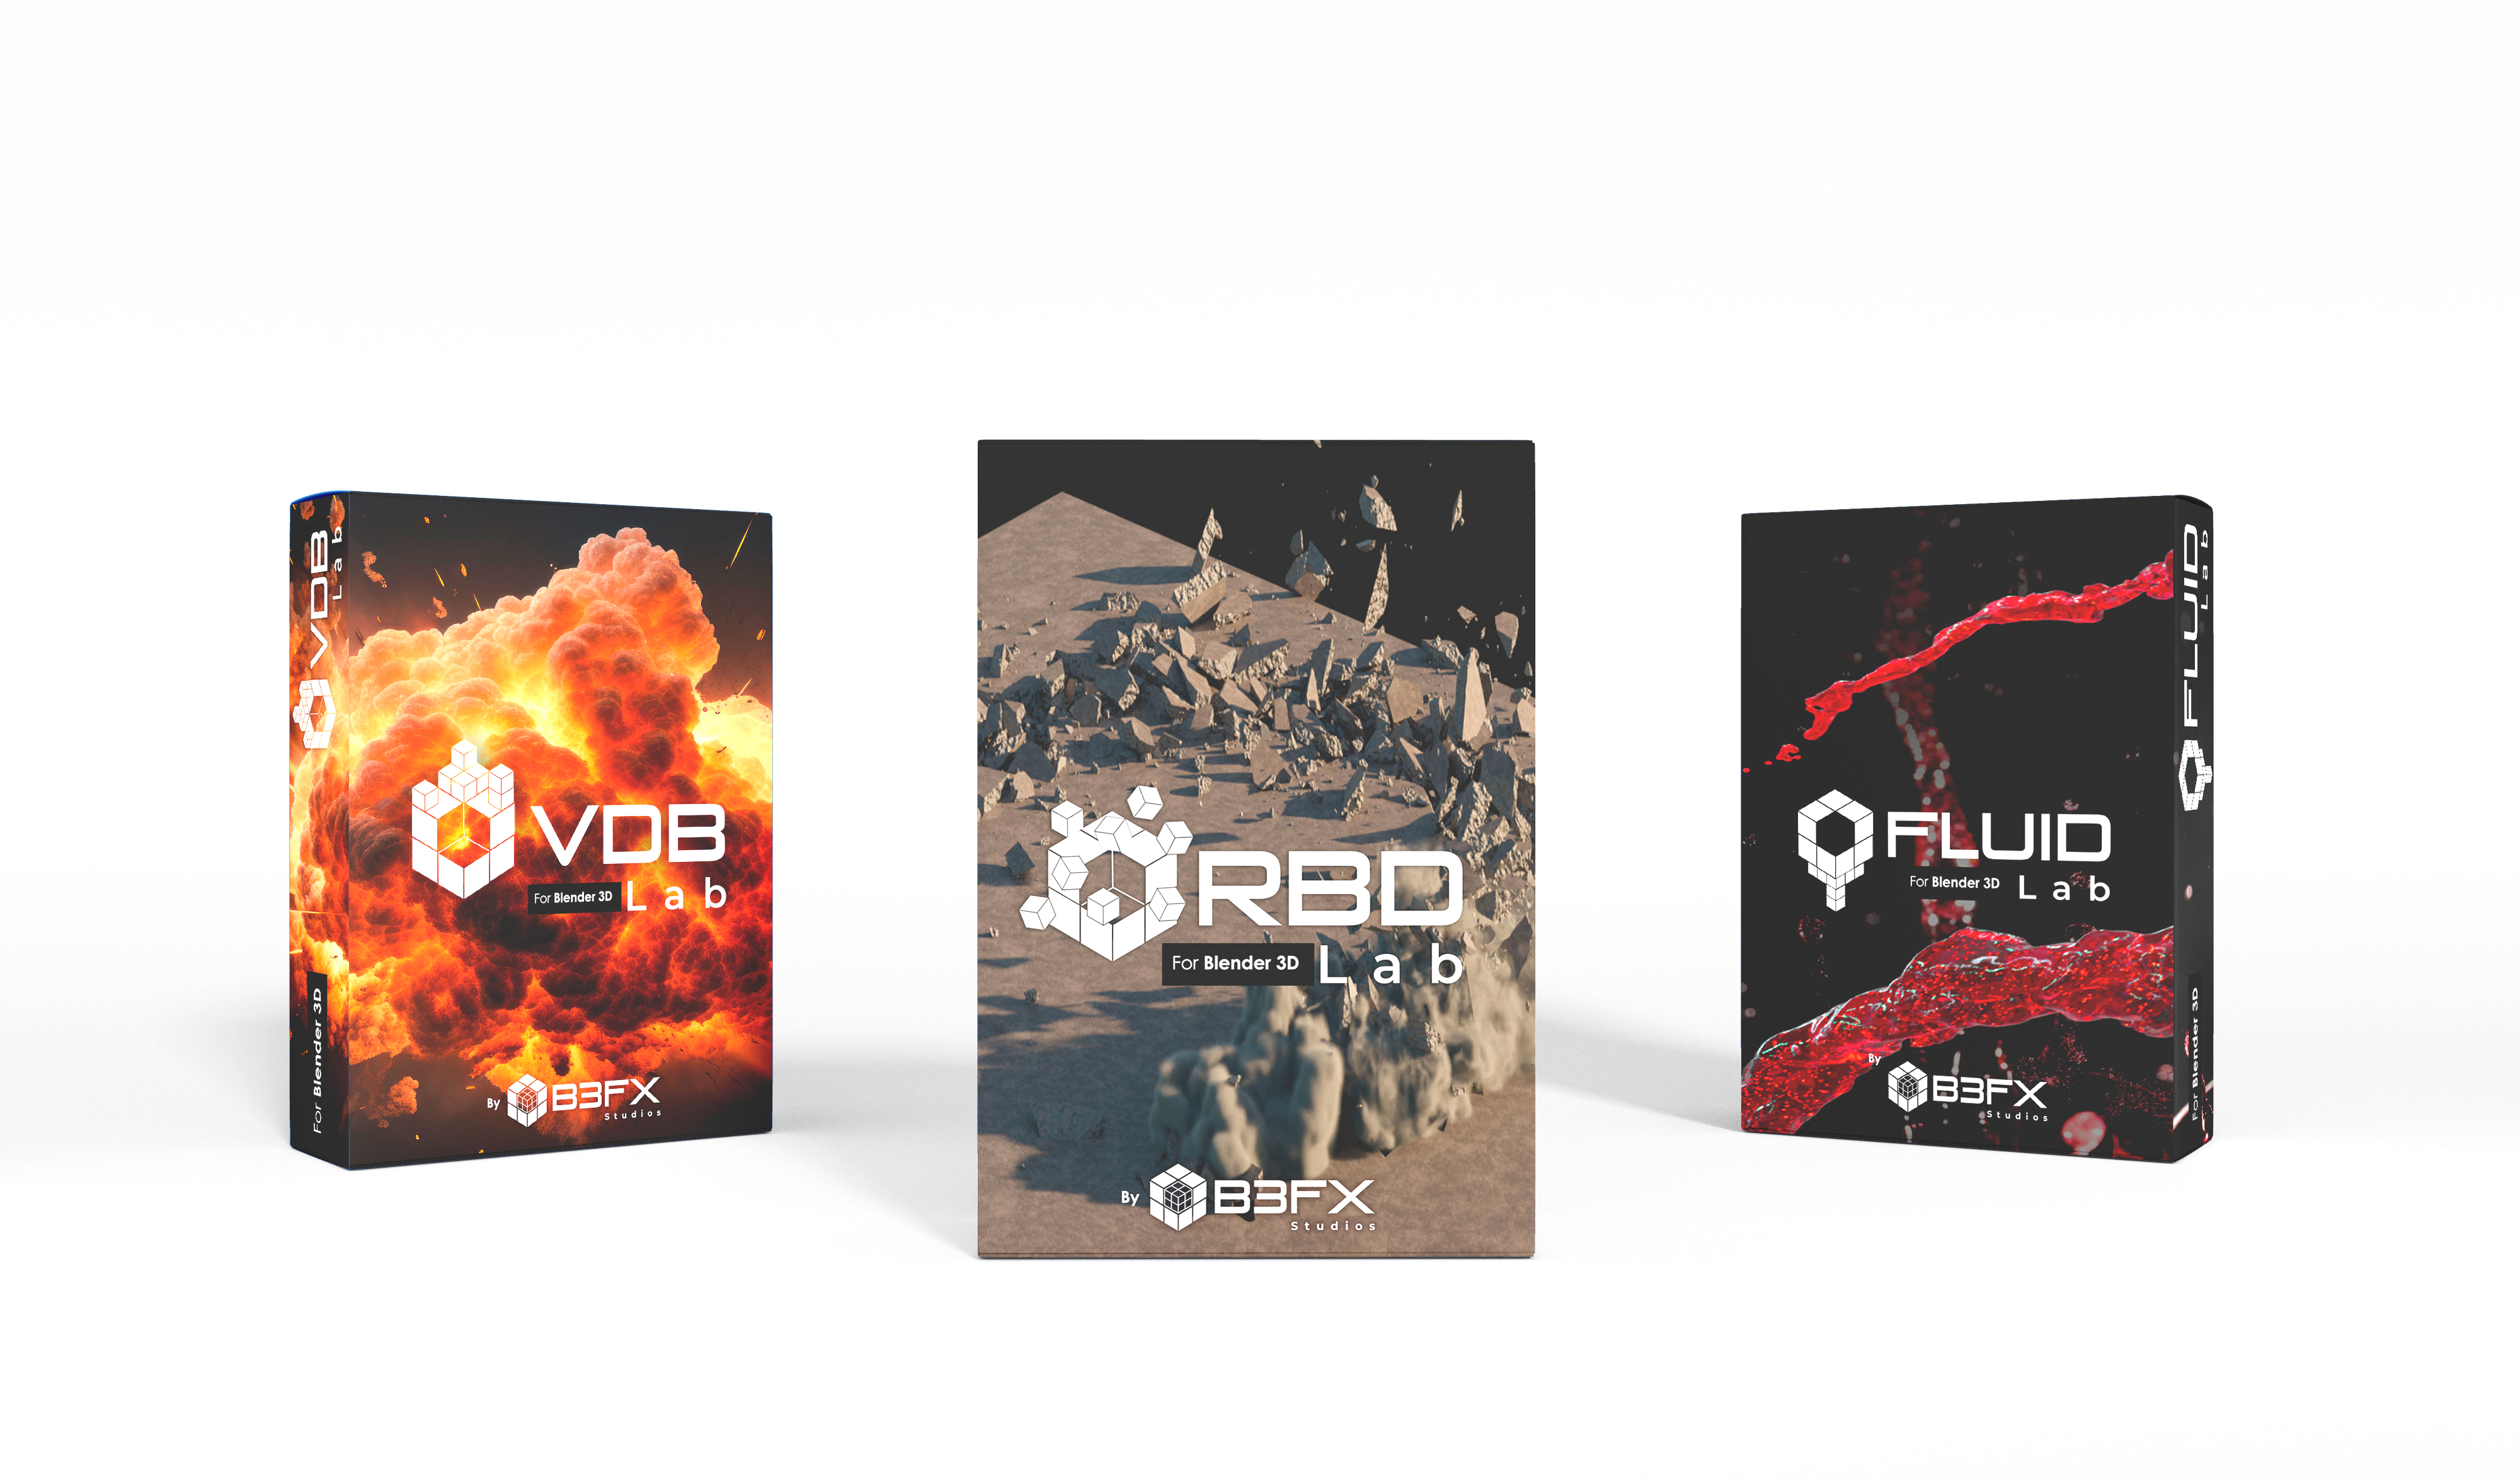 VDB
Lab
For Blender 3D
VDB
For Blender 3D Lab
By B3FX
Studios
RBD
For Blender 3D Lab
By B3FX
Studios
FLUID
For Blender 3D Lab
By B3FX
Studios
FLUID
Lab
For Blender 3D